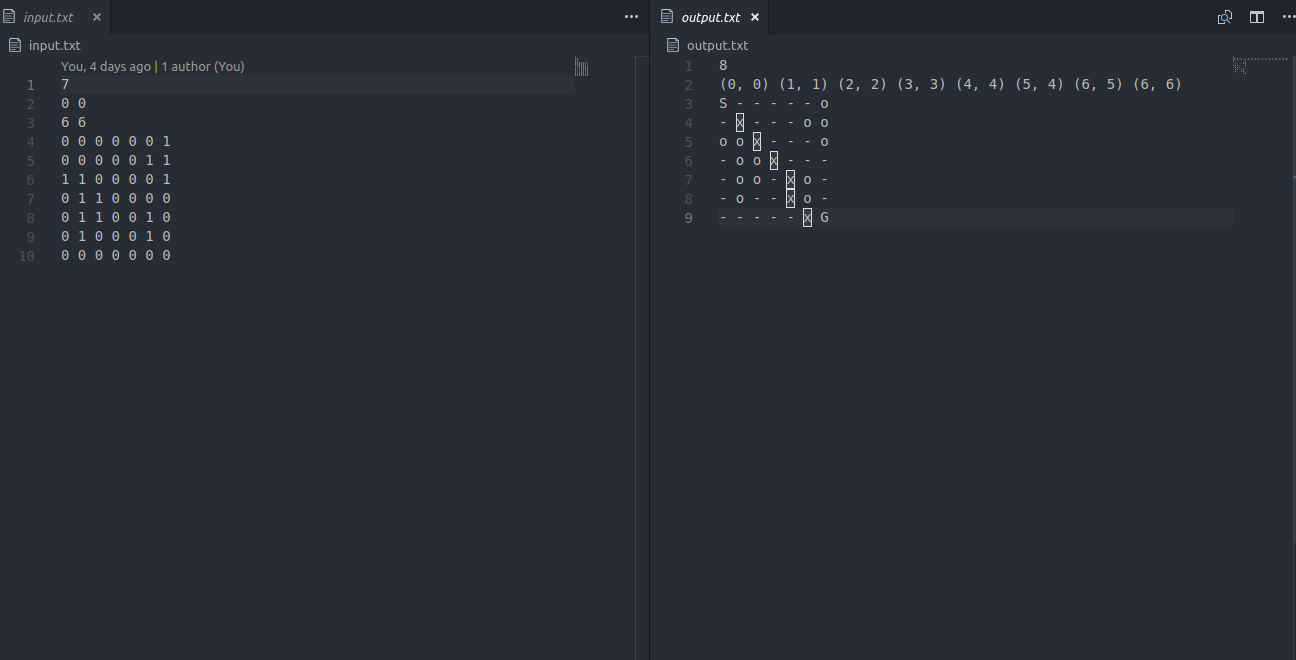 input.txt ×
input.txt
You, 4 days ago | 1 author (You)
1 7
2 0 0
3 6 6
4 0 0 0 0 0 0 1
5 0 0 0 0 0 1 1
6 1 1 0 0 0 0 1
7 0 1 1 0 0 0 0
8 0 1 1 0 0 1 0
9 0 1 0 0 0 1 0
10 0 0 0 0 0 0 0
output.txt ×
output.txt
1 8
2 (0, 0) (1, 1) (2, 2) (3, 3) (4, 4) (5, 4) (6, 5) (6, 6)
3 S - - - - - o
4 - x - - - o o
5 o o x - - - o
6 - o o x - - -
7 - o o - x o -
8 - o - - x o -
9 - - - - - x G